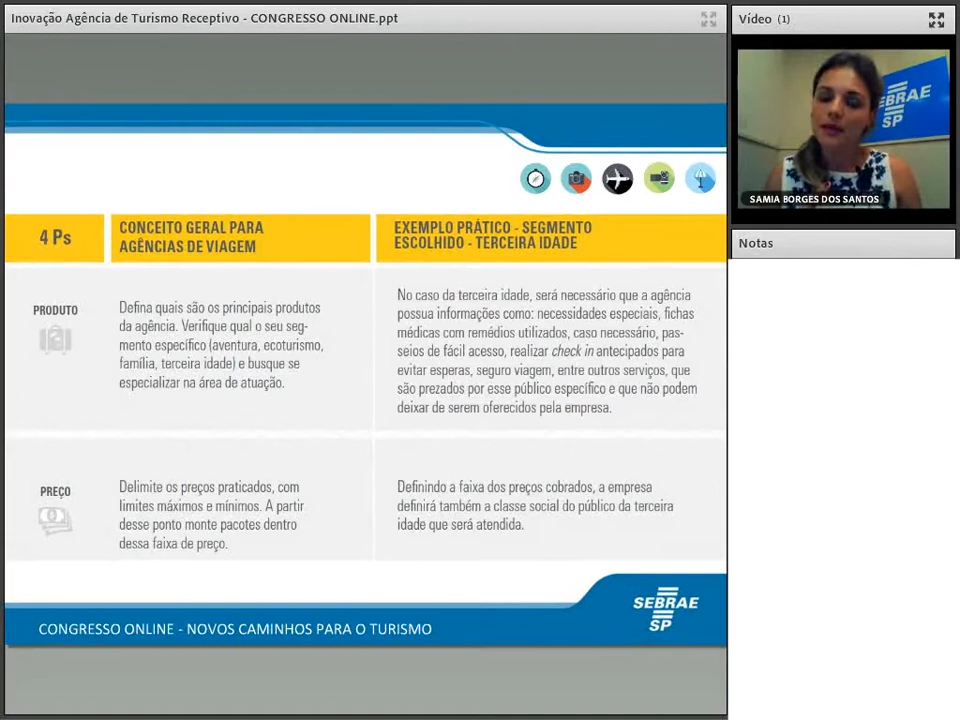 Inovação Agência de Turismo Receptivo - CONGRESSO ONLINE.ppt
Vídeo (1)
EBRAE
SP
SAMIA BORGES DOS SANTOS
Notas
4 Ps
CONCEITO GERAL PARA
AGÊNCIAS DE VIAGEM
EXEMPLO PRÁTICO - SEGMENTO
ESCOLHIDO - TERCEIRA IDADE
PRODUTO
Defina quais são os principais produtos
da agência. Verifique qual o seu seg-
mento específico (aventura, ecoturismo,
família, terceira idade) e busque se
especializar na área de atuação.
No caso da terceira idade, será necessário que a agência
possua informações como: necessidades especiais, fichas
médicas com remédios utilizados, caso necessário, pas-
seios de fácil acesso, realizar check in antecipados para
evitar esperas, seguro viagem, entre outros serviços, que
são prezados por esse público específico e que não podem
deixar de serem oferecidos pela empresa.
PREÇO
Delimite os preços praticados, com
limites máximos e mínimos. A partir
desse ponto monte pacotes dentro
dessa faixa de preço.
Definindo a faixa dos preços cobrados, a empresa
definirá também a classe social do público da terceira
idade que será atendida.
CONGRESSO ONLINE - NOVOS CAMINHOS PARA O TURISMO
SEBRAE
SP